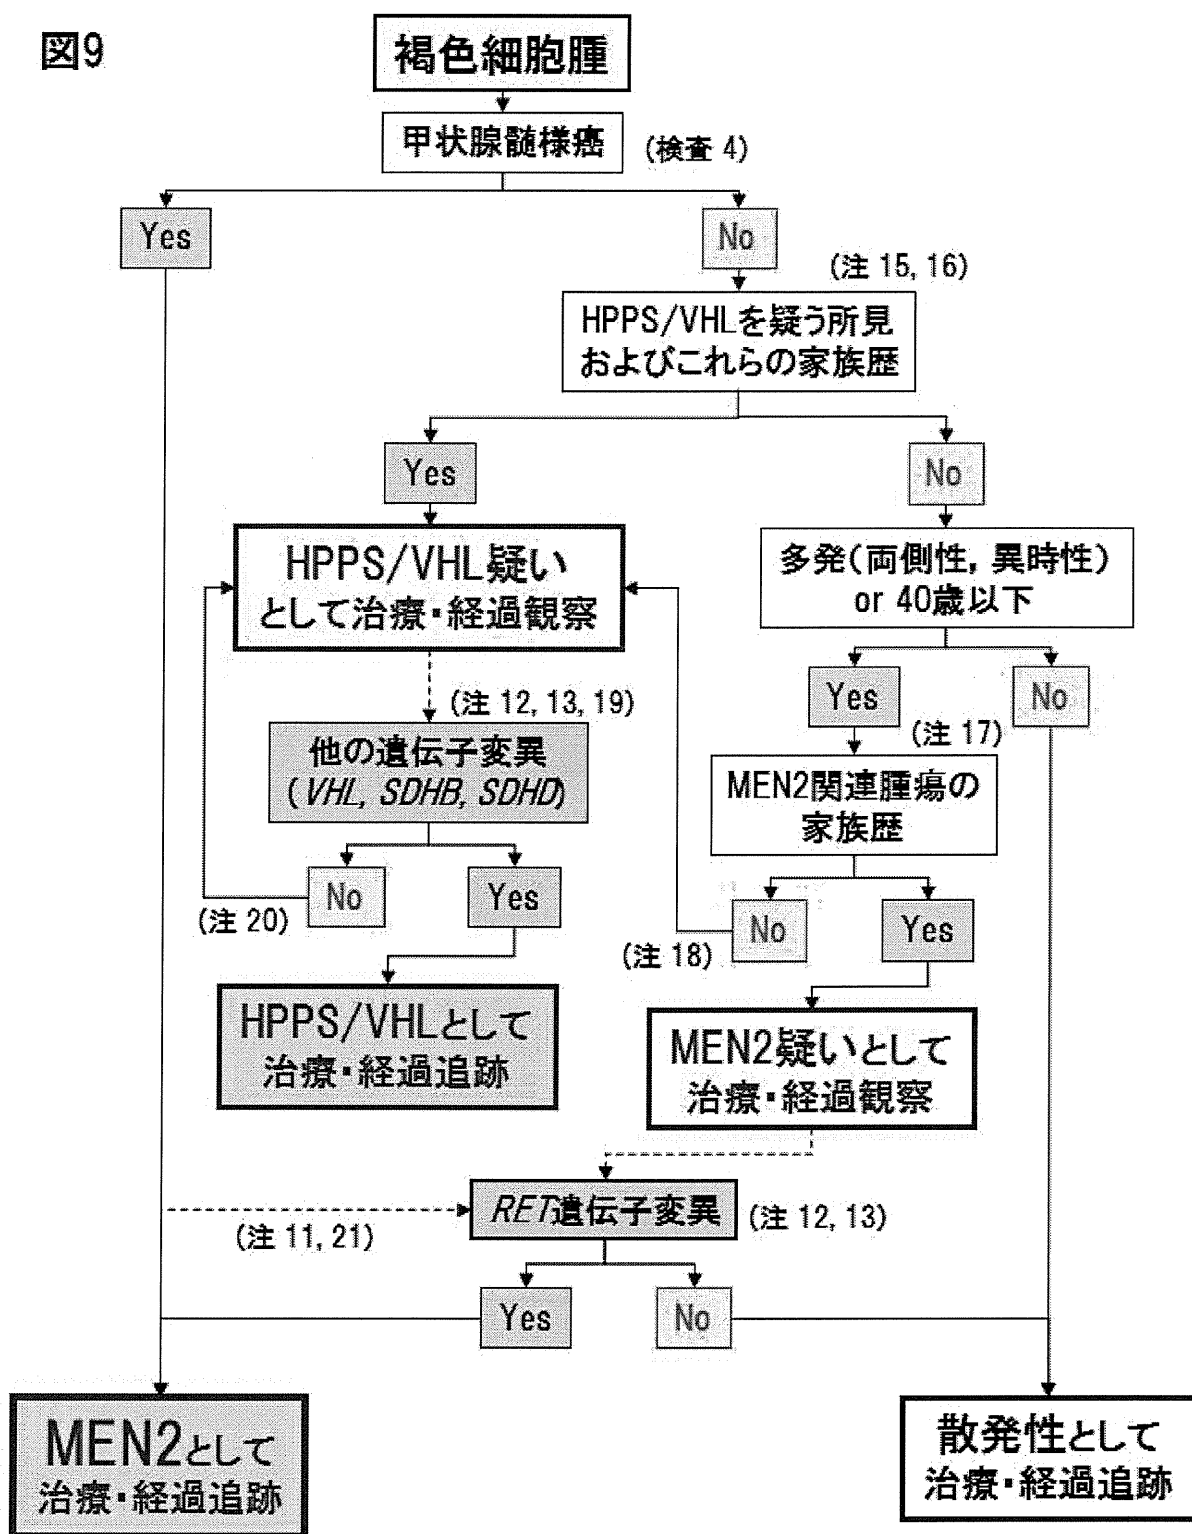 図9
褐色細胞腫
甲状腺髄様癌
(検査 4)
Yes
No
(注 15, 16)
HPPS/VHLを疑う所見
およびこれらの家族歴
Yes
No
HPPS/VHL疑い
として治療・経過観察
多発(両側性, 異時性)
or 40歳以下
(注 12, 13, 19)
Yes
No
他の遺伝子変異
(VHL, SDHB, SDHD)
(注 17)
MEN2関連腫瘍の
家族歴
No
Yes
(注 20)
No
Yes
(注 18)
HPPS/VHLとして
治療・経過追跡
MEN2疑いとして
治療・経過観察
RET遺伝子変異
(注 12, 13)
(注 11, 21)
Yes
No
MEN2として
治療・経過追跡
散発性として
治療・経過追跡